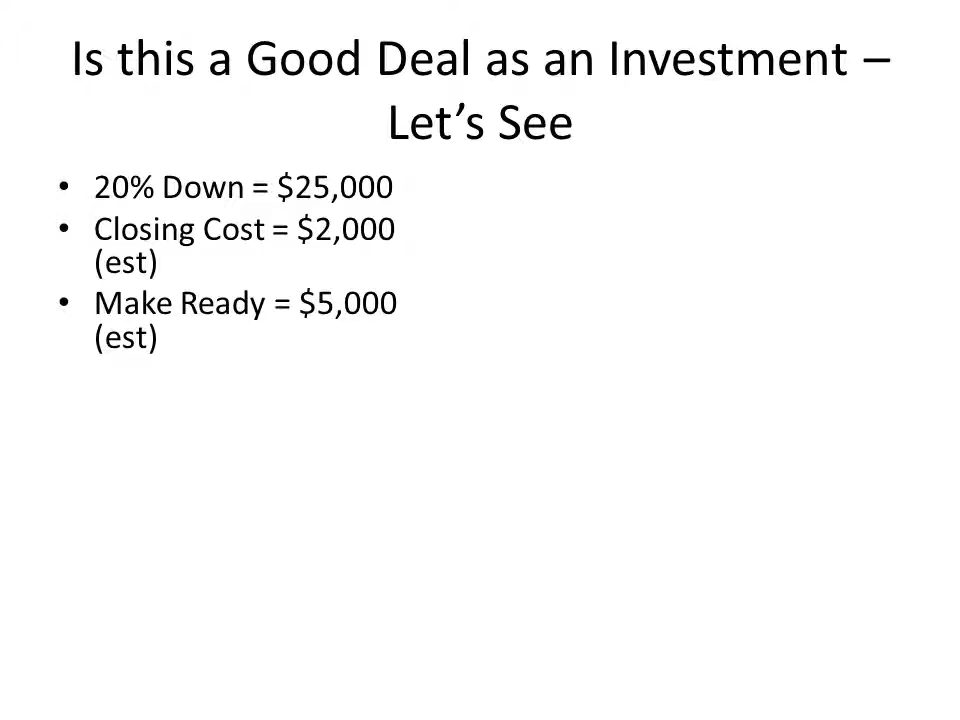 Is this a Good Deal as an Investment –
Let’s See
• 20% Down = $25,000
• Closing Cost = $2,000
(est)
• Make Ready = $5,000
(est)